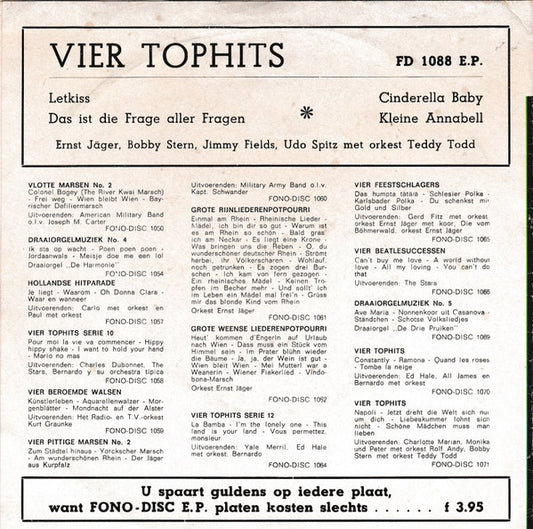 VIER TOPHITS
FD 1088 E.P.
Letkiss
Cinderella Baby
Das ist die Frage aller Fragen
*
Kleine Annabell
Ernst Jäger, Bobby Stern, Jimmy Fields, Udo Spitz met orkest Teddy Todd
VLOTTE MARSEN No. 2
Colonel Bogey (The River Kwai Marsch)
- Frei weg - Wien bleibt Wien - Bay-
rischer Defiliermarsch
Uitvoerenden: American Military Band
o.l.v. Joseph M. Carter
FONO-DISC 1050
DRAAIORGELMUZIEK No. 4
Ik sta op wacht - Poen poen poen -
Jordaanwals - Meisje doe me een lol
Draaiorgel „De Harmonie"
FONO-DISC 1054
HOLLANDSE HITPARADE
Je liegt - Waarom - Oh Donna Clara -
Waar en wanneer
Uitvoerenden: Carlo met orkest en
Paul met orkest
FONO-DISC 1057
VIER TOPHITS SERIE 10
Pour moi la vie va commencer - Hippy
hippy shake - I want to hold your hand
- Mario no mas
Uitvoerenden: Charles Dubonnet, The
Stars, Bernardo y su orchestra tipica
FONO-DISC 1058
VIER BEROEMDE WALSEN
Künstlerleben - Aquarellenwalzer - Mor-
genblätter - Mondnacht auf der Alster
Uitvoerenden: Het Radio- en T.V.-orkest
Kurt Graunke
FONO-DISC 1059
VIER PITTIGE MARSEN No. 2
Zum Städtel hinaus - Yorckscher Marsch
- Am wunderschönen Rhein - Der Jäger
aus Kurpfalz
Uitvoerenden: Military Army Band o.l.v.
Kapt. Schwander
FONO-DISC 1060
GROTE RIJNLIEDERENPOTPOURRI
Einmal am Rhein - Rheinische Lieder -
Mädel, ich bin dir so gut - Warum ist
es am Rhein so schön - Bald gras'
ich am Neckar - Es liegt eine Krone -
Was bringen uns die Reben - O, du
wunderschöner deutscher Rhein - Strömt
herbei, ihr Völkerscharen - Wohlauf,
noch getrunken - Es zogen drei Bur-
schen - Ich kam von fern gezogen -
Ein rheinisches Mädel - Keinen Tro-
pfen im Becher mehr - Und sollt' ich
im Leben ein Mädel mal frei'n - Grüss
mir das blonde Kind vom Rhein
Orkest Ernst Jäger
FONO-DISC 1061
GROTE WEENSE LIEDERENPOTPOURRI
Heut' kommen d'Engerln auf Urlaub
nach Wien - Dass muss ein Stück vom
Himmel sein - Im Prater blüh'n wieder
die Bäume - Ja, ja, der Wein ist gut -
Wien bleibt Wien - Mei Mutterl war a
Weanerin - Wiener Fiakerlied - Vindo-
bona-Marsch
Orkest Ernst Jäger
FONO-DISC 1062
VIER TOPHITS SERIE 12
La Bamba - I'm the lonely one - This
land is your land - Vous permettez,
monsieur
Uitvoerenden: Yale Merril, Ed Hale
met orkest, Bernardo
FONO-DISC 1064
VIER FEESTSCHLAGERS
Das humpta tätära - Schlesier Polka -
Karlsbader Polka - Du schenkst mir
Gold und Silber
Uitvoerenden: Gerd Fitz met orkest,
orkest Ernst Jäger met koor, Die vom
Böhmerwald, orkest Ernst Jäger
FONO-DISC 1065
VIER BEATLESUCCESSEN
Can't buy me love - A world without
love - All my loving - You can't do
that
Uitvoerenden: The Stars
FONO-DISC 1066
DRAAIORGELMUZIEK No. 5
Ave Maria - Nonnenkoor uit Casanova -
Ständchen - Schotse Volksliedjes
Draaiorgel „De Drie Pruiken"
FONO-DISC 1069
VIER TOPHITS
Constantly - Ramona - Quand les roses
- Tombe la neige
Uitvoerenden: Ed Hale, All James en
Bernardo met orkest
FONO-DISC 1070
VIER TOPHITS
Napoli - Jetzt dreht die Welt sich nur
um dich - Liebeskummer lohnt sich
nicht - Schöne Mädchen muss man
lieben
Uitvoerenden: Charlotte Marian, Monika
und Peter met orkest Rolf Andy, Bobby
Stern met orkest Teddy Todd
FONO-DISC 1071
U spaart guldens op iedere plaat,
want FONO-DISC E.P. platen kosten slechts . . . . . . f 3.95